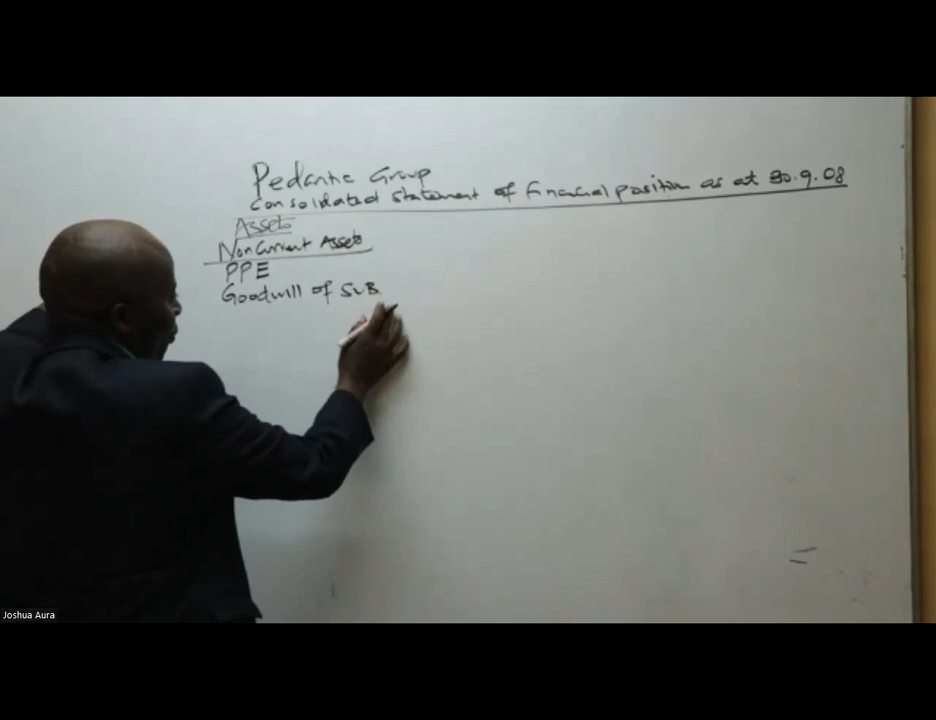 Pedantic Group
Consolidated Statement of Financial position as at 30.9.08
Assets
Non Current Assets
PPE
Goodwill of SUB
Joshua Aura